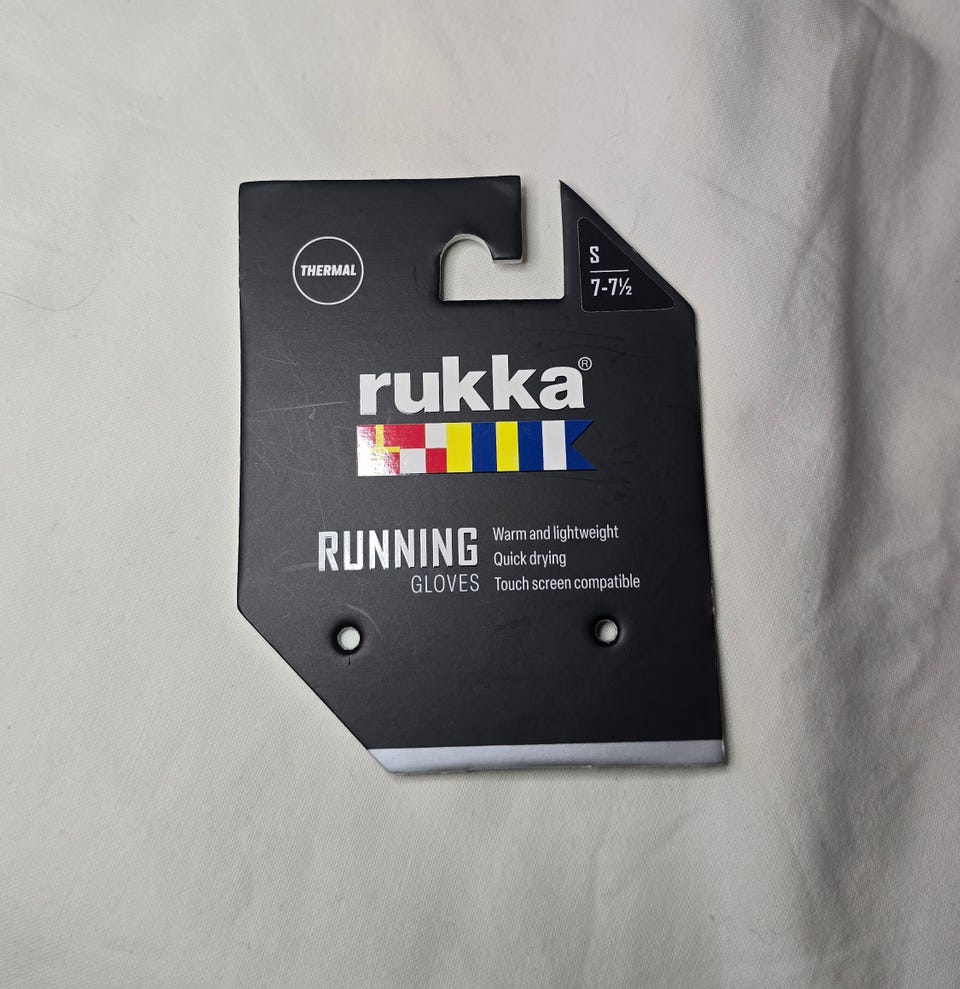 THERMAL
S
7-7½
rukka®
RUNNING
GLOVES
Warm and lightweight
Quick drying
Touch screen compatible